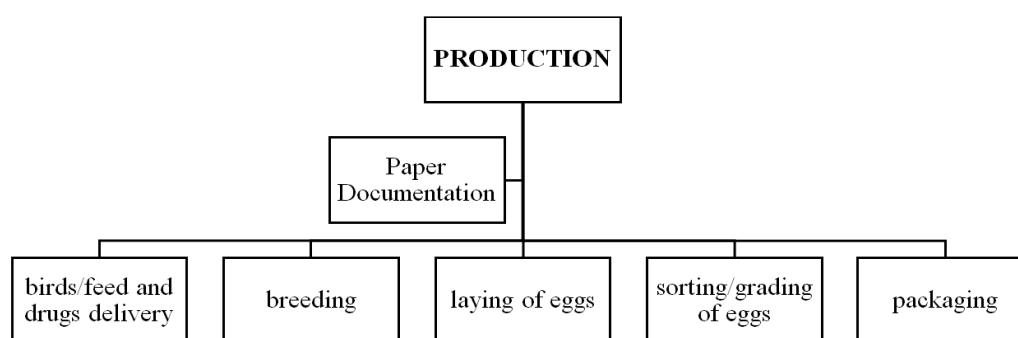 PRODUCTION
Paper
Documentation
birds/feed and
drugs delivery
breeding
laying of eggs
sorting/grading
of eggs
packaging